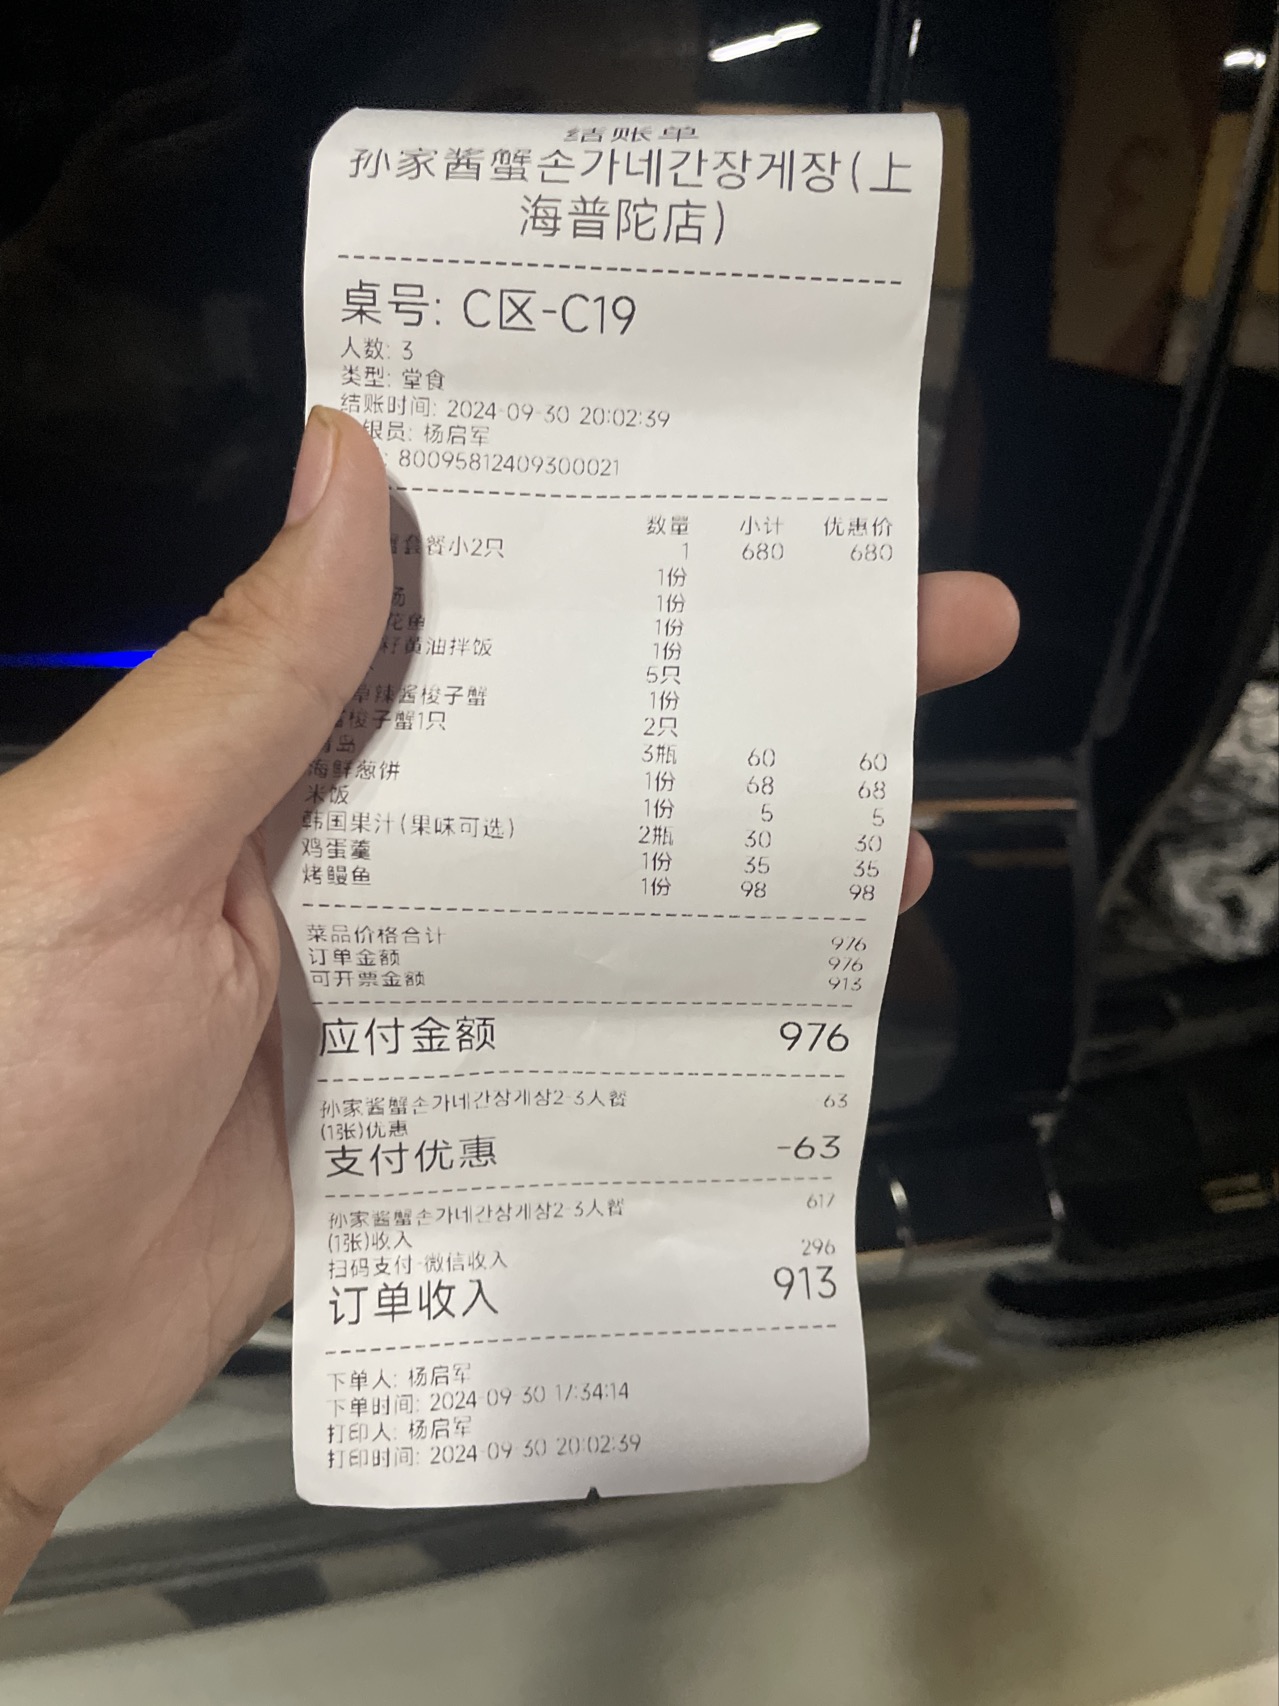 结账单
孙家酱蟹손가네간장게장(上
海普陀店)
桌号: C区-C19
人数: 3
类型: 堂食
结账时间: 2024-09-30 20:02:39
银员: 杨启军
: 80095812409300021
数量 小计 优惠价
套餐小2只 1 680 680
1份
汤 1份
花鱼 1份
籽黄油拌饭 1份
5只
辣酱梭子蟹 1份
梭子蟹1只 2只
岛 3瓶 60 60
海鲜葱饼 1份 68 68
米饭 1份 5 5
韩国果汁(果味可选) 2瓶 30 30
鸡蛋羹 1份 35 35
烤鳗鱼 1份 98 98
菜品价格合计 976
订单金额 976
可开票金额 913
应付金额 976
孙家酱蟹손가네간장게장2-3人餐 63
(1张)优惠
支付优惠 -63
孙家酱蟹손가네간장게장2-3人餐 617
(1张)收入
扫码支付-微信收入 296
订单收入 913
下单人: 杨启军
下单时间: 2024-09-30 17:34:14
打印人: 杨启军
打印时间: 2024-09-30 20:02:39